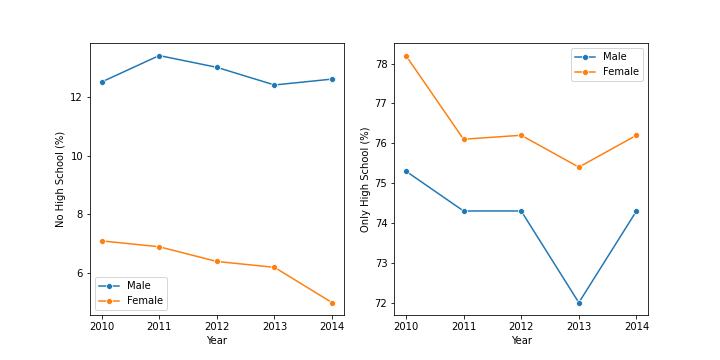 No High School (%)
12
10
8
6
Male
Female
2010 2011 2012 2013 2014
Year
Only High School (%)
78
77
76
75
74
73
72
Male
Female
2010 2011 2012 2013 2014
Year